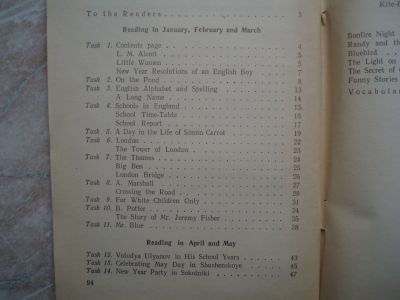 To the Readers . . . . . . . . . . . . 3
Reading in January, February and March
Task 1. Contents page . . . . . . . . . . . . 4
L. M. Alcott . . . . . . . . . . . . 5
Little Women . . . . . . . . . . . . 5
New Year Resolutions of an English Boy . . . . . . 7
Task 2. On the Pond . . . . . . . . . . . . 8
Task 3. English Alphabet and Spelling . . . . . . . . 13
A Long Name . . . . . . . . . . . . 14
Task 4. Schools in England . . . . . . . . . . . . 15
School Time-Table . . . . . . . . . . . . 16
School Report . . . . . . . . . . . . 17
Task 5. A Day in the Life of Simon Carrot . . . . . . 19
Task 6. London . . . . . . . . . . . . 22
The Tower of London . . . . . . . . . . . . 23
Task 7. The Thames . . . . . . . . . . . . 24
Big Ben . . . . . . . . . . . . 25
London Bridge . . . . . . . . . . . . 26
Task 8. A. Marshall . . . . . . . . . . . . 27
Crossing the Road . . . . . . . . . . . . 28
Task 9. For White Children Only . . . . . . . . 31
Task 10. B. Potter . . . . . . . . . . . . 34
The Story of Mr. Jeremy Fisher . . . . . . . . 35
Task 11. Mr. Blue . . . . . . . . . . . . 38
Reading in April and May
Task 12. Volodya Ulyanov in His School Years . . . . . . 43
Task 13. Celebrating May Day in Shushenskoye . . . . . . 45
Task 14. New Year Party in Sokolniki . . . . . . 47
94
Bonfire Night
Randy and
Bluebird
The Light on
The Secret
Funny Stories